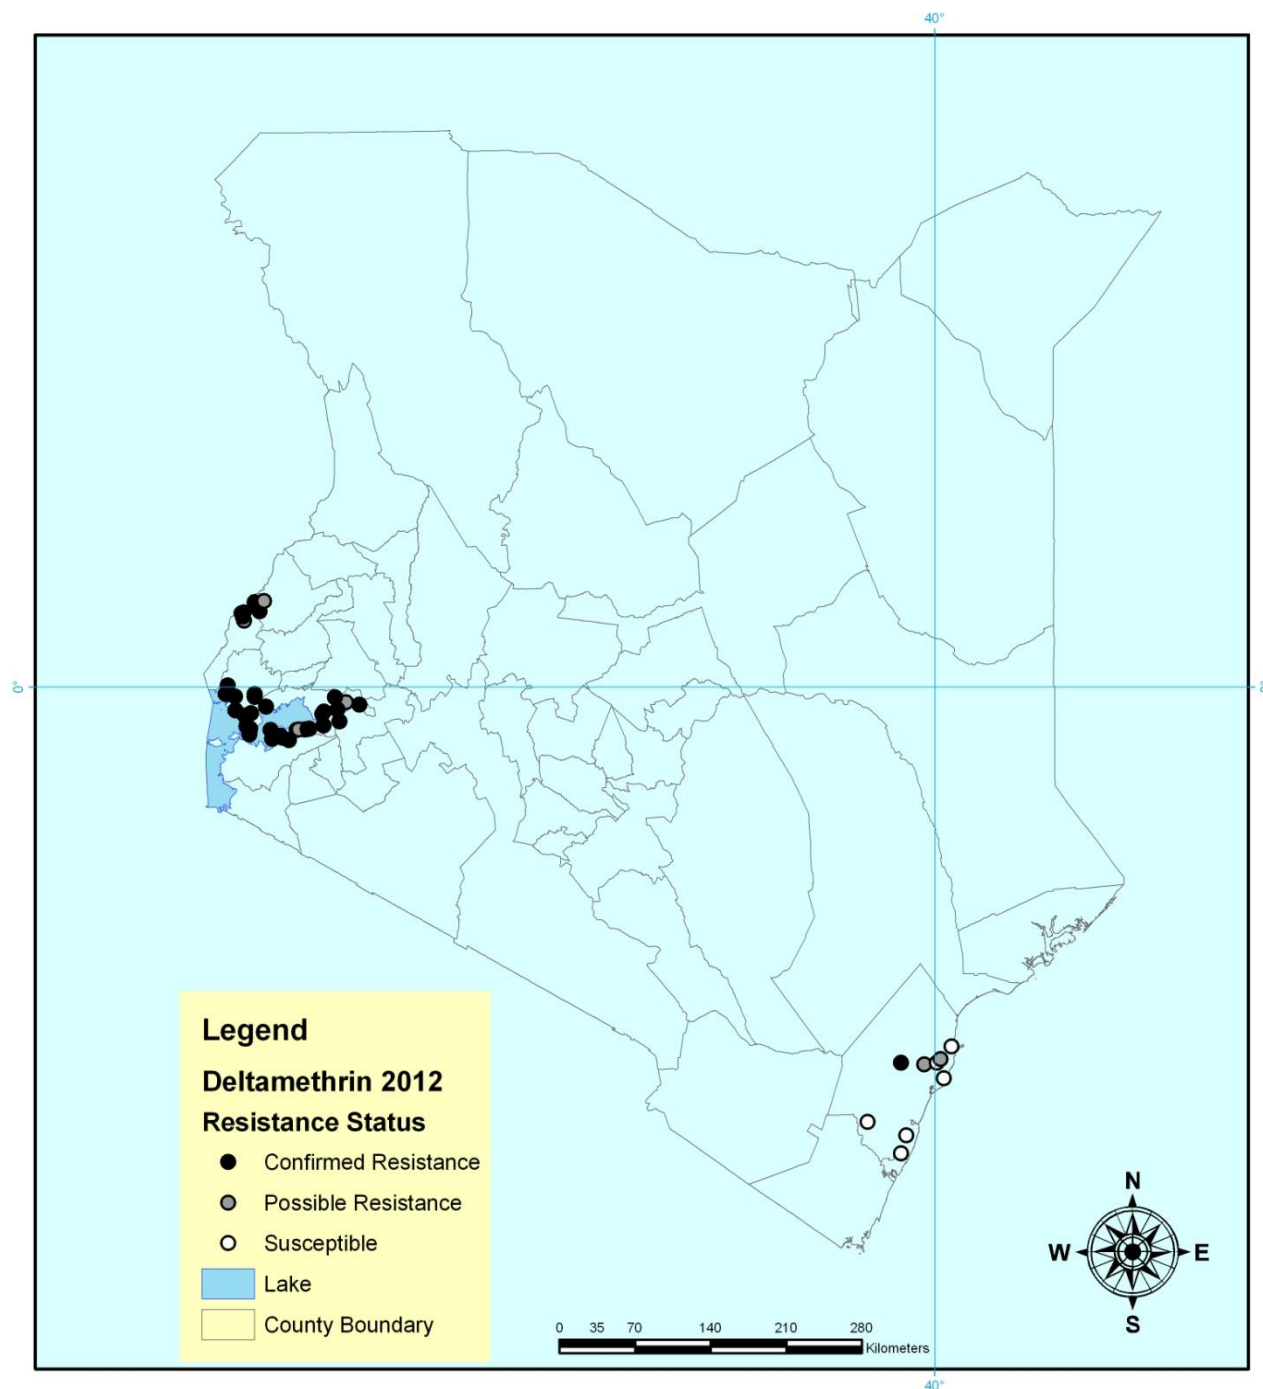 40°
0°
Legend
Deltamethrin 2012
Resistance Status
Confirmed Resistance
Possible Resistance
Susceptible
Lake
County Boundary
N
W E
S
0 35 70 140 210 280
Kilometers
40°